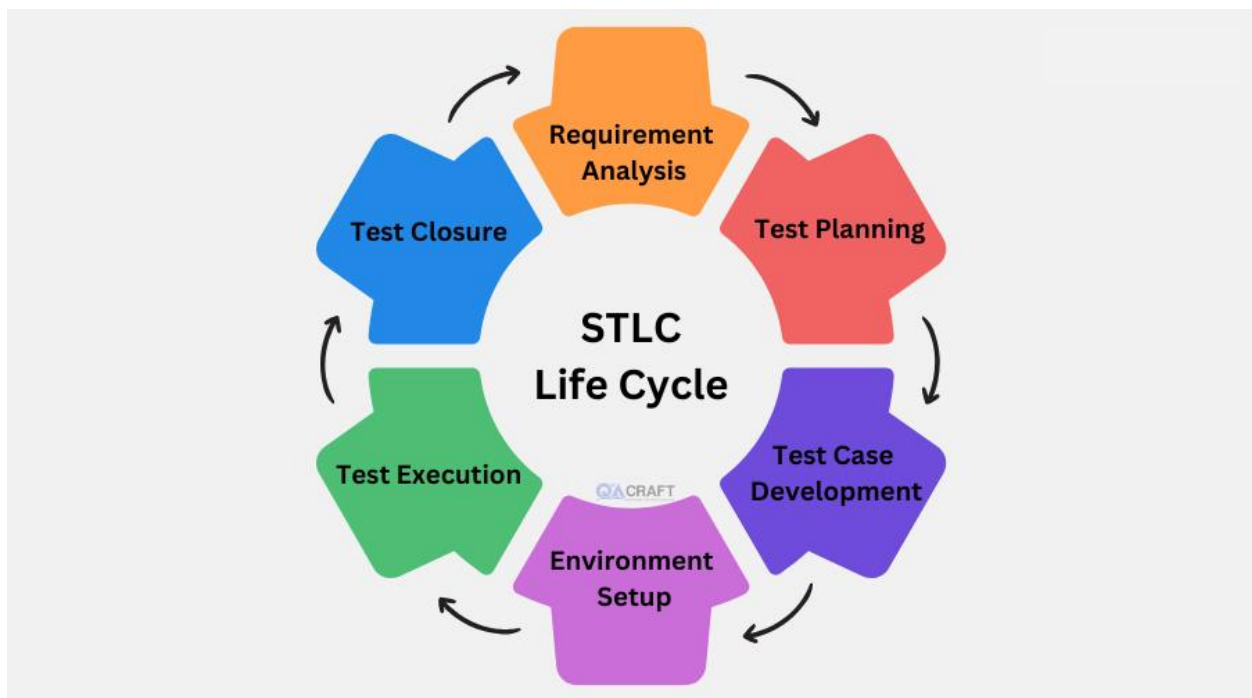 Requirement
Analysis
Test Planning
Test Case
Development
Environment
Setup
Test Execution
Test Closure
STLC
Life Cycle
QACRAFT